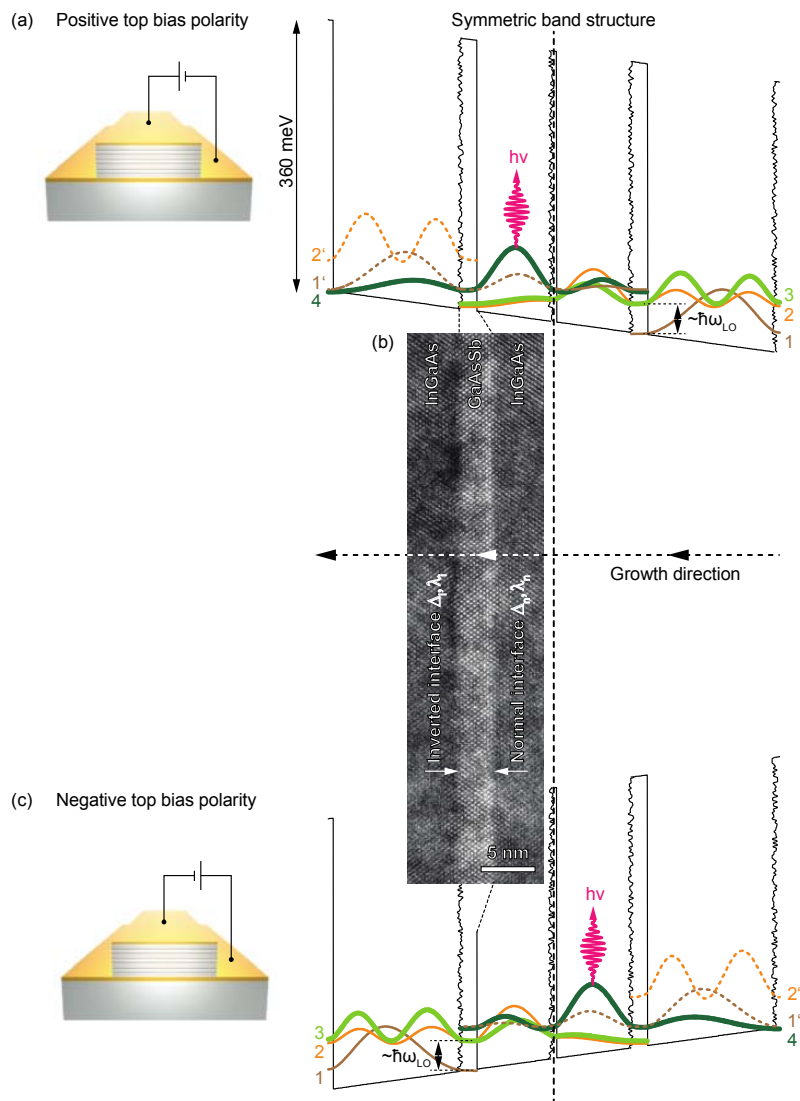 (a) Positive top bias polarity
Symmetric band structure
360 meV
hν
2'
1'
4
3
2
1
~ħω_LO
(b)
InGaAs
GaAsSb
InGaAs
Growth direction
Inverted interface Δ_i,λ_i
Normal interface Δ_n,λ_n
5 nm
(c) Negative top bias polarity
hν
3
2
1
~ħω_LO
2'
1'
4